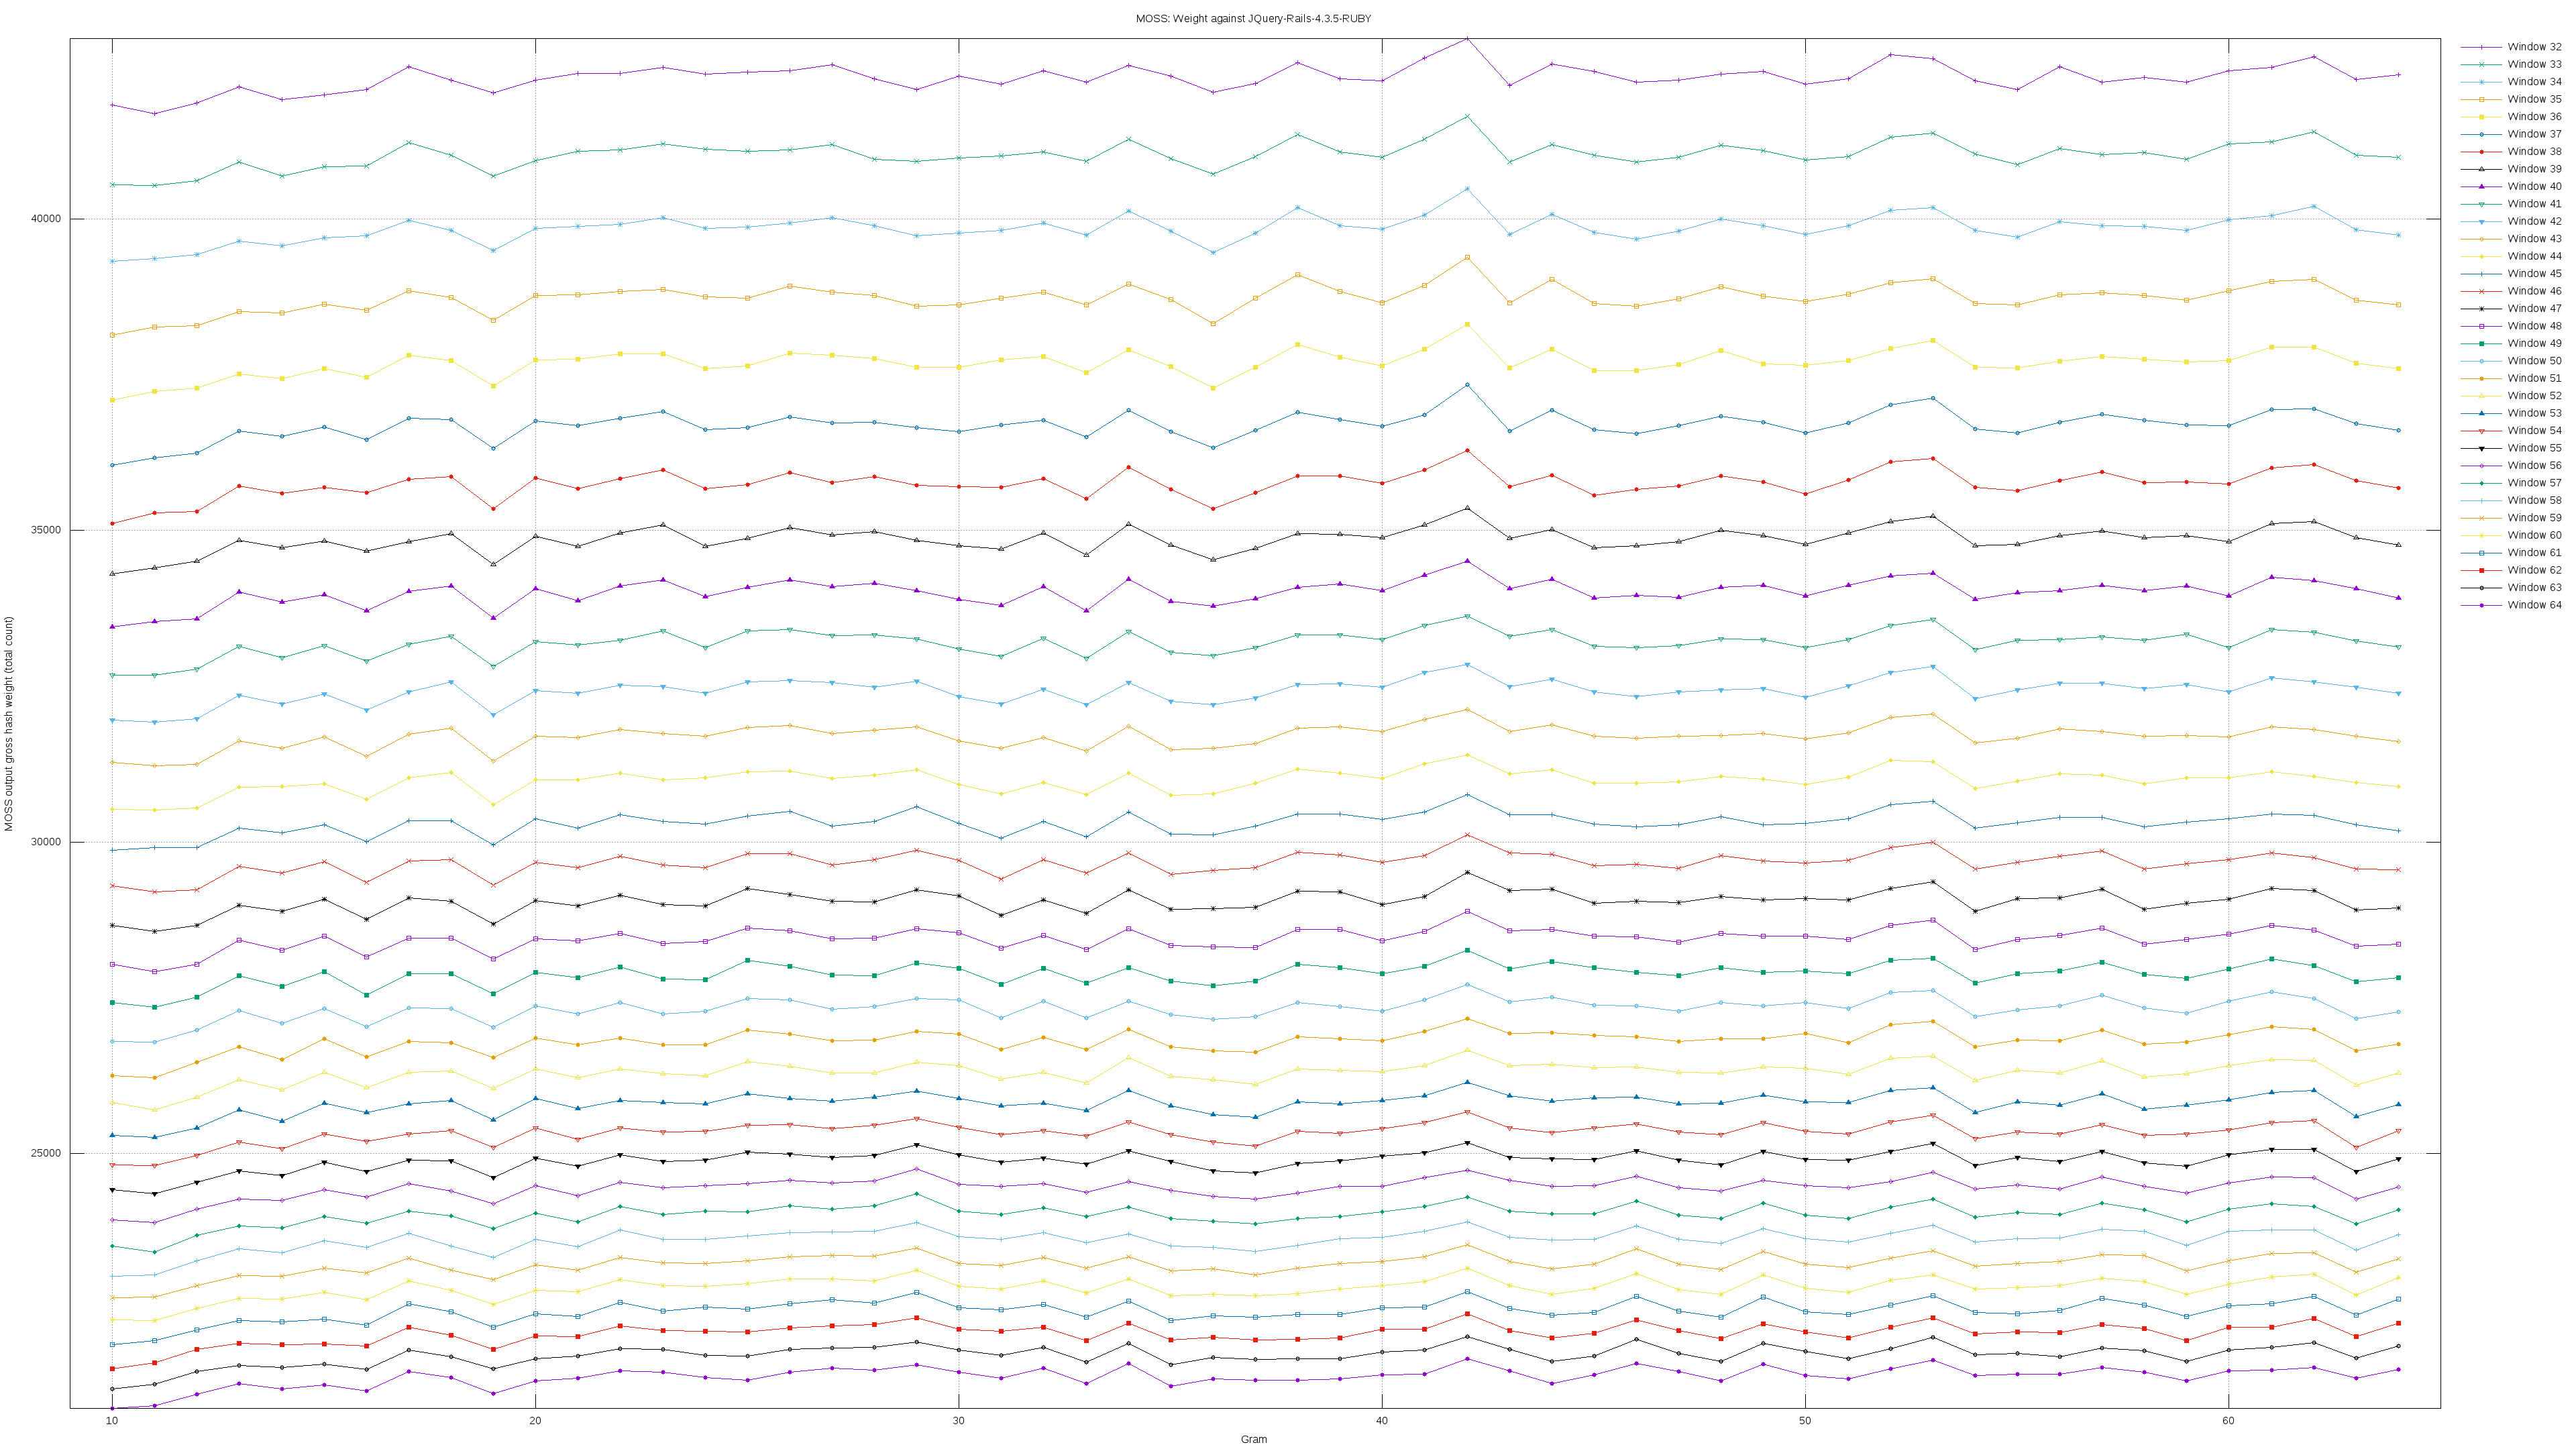 MOSS: Weight against JQuery-Rails-4.3.5-RUBY
MOSS output gross hash weight (total count)
40000
35000
30000
25000
10
20
30
40
50
60
Gram
Window 32
Window 33
Window 34
Window 35
Window 36
Window 37
Window 38
Window 39
Window 40
Window 41
Window 42
Window 43
Window 44
Window 45
Window 46
Window 47
Window 48
Window 49
Window 50
Window 51
Window 52
Window 53
Window 54
Window 55
Window 56
Window 57
Window 58
Window 59
Window 60
Window 61
Window 62
Window 63
Window 64